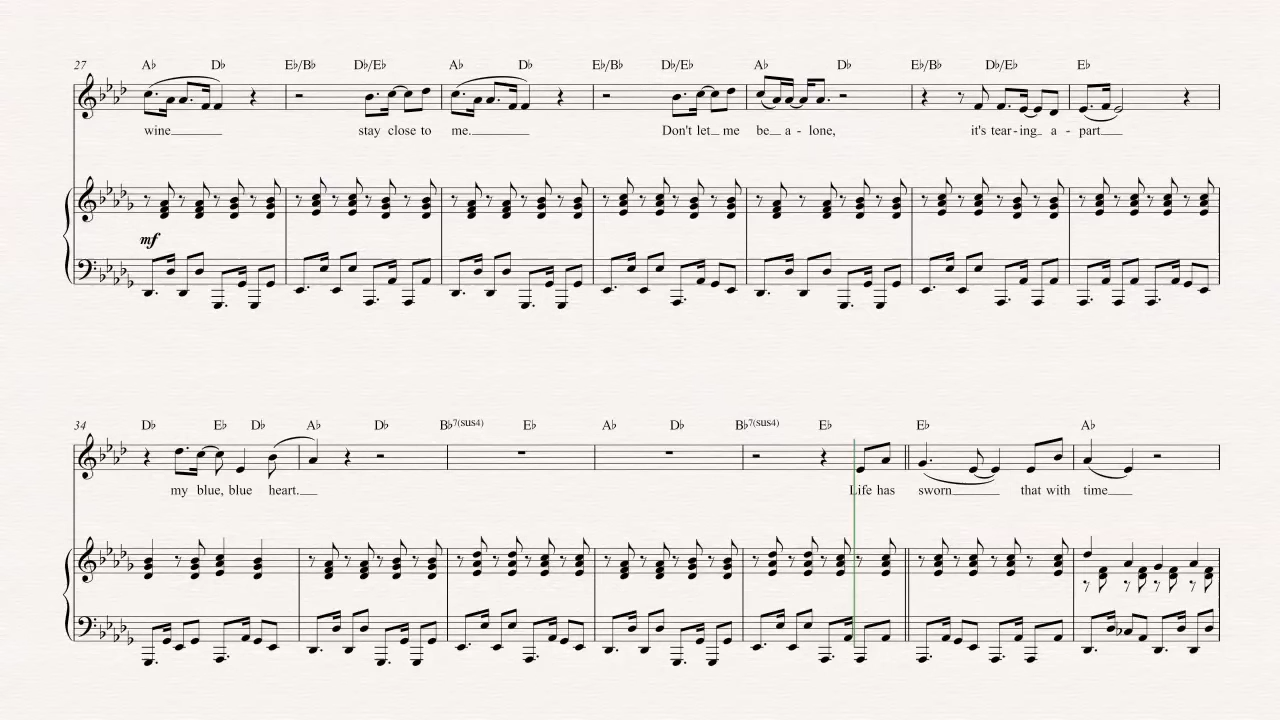 27 A♭ D♭ E♭/B♭ D♭/E♭ A♭ D♭ E♭/B♭ D♭/E♭ A♭ D♭ E♭/B♭ D♭/E♭ E♭
wine stay close to me. Don't let me be a - lone, it's tear - ing a - part
mf
34 D♭ E♭ D♭ A♭ D♭ B♭7(sus4) E♭ A♭ D♭ B♭7(sus4) E♭ E♭ A♭
my blue, blue heart. Life has sworn that with time